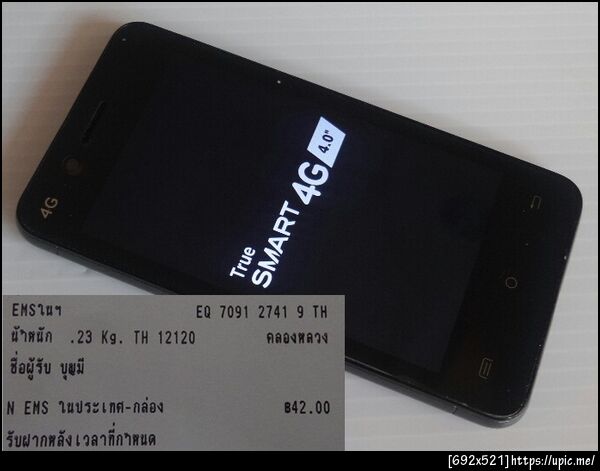 4G
True
SMART 4G 4.0"
EMSในฯ EQ 7091 2741 9 TH
น้ำหนัก .23 Kg. TH 12120 คลองหลวง
ชื่อผู้รับ บุญมี
N EMS ในประเทศ-กล่อง ฿42.00
รับฝากหลังเวลาที่กำหนด
[692x521]https://upic.me/